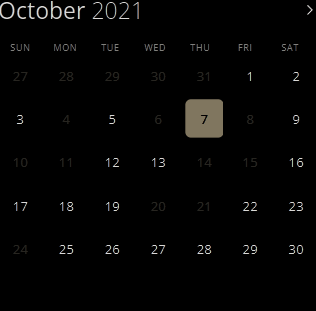 October 2021 >
SUN MON TUE WED THU FRI SAT
27 28 29 30 31 1 2
3 4 5 6 7 8 9
10 11 12 13 14 15 16
17 18 19 20 21 22 23
24 25 26 27 28 29 30